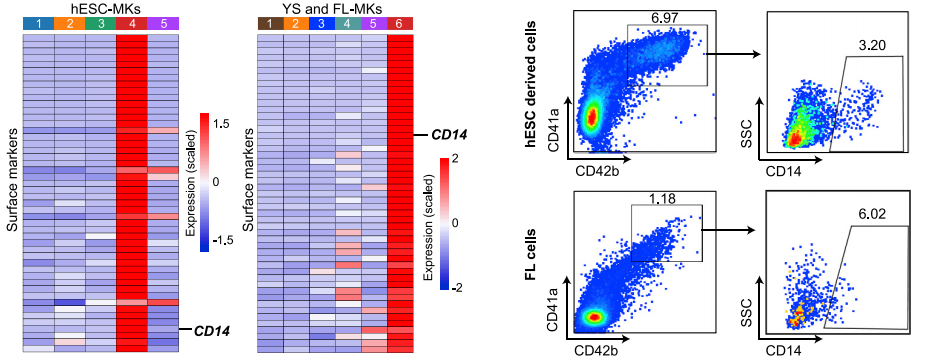 hESC-MKs
1 2 3 4 5
Surface markers
1.5
0
-1.5
Expression (scaled)
CD14
YS and FL-MKs
1 2 3 4 5 6
Surface markers
CD14
2
0
-2
Expression (scaled)
hESC derived cells
6.97
CD41a
CD42b
3.20
SSC
CD14
FL cells
1.18
CD41a
CD42b
6.02
SSC
CD14